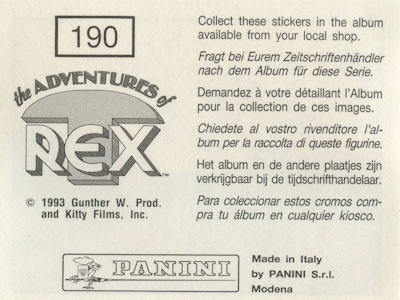 190
the ADVENTURES of
T-REX™
© 1993 Gunther W. Prod.
and Kitty Films, Inc.
Collect these stickers in the album
available from your local shop.
Fragt bei Eurem Zeitschriftenhändler
nach dem Album für diese Serie.
Demandez à votre détaillant l'Album
pour la collection de ces images.
Chiedete al vostro rivenditore l'al-
bum per la raccolta di queste figurine.
Het album en de andere plaatjes zijn
verkrijgbaar bij de tijdschrifthandelaar.
Para coleccionar estos cromos com-
pra tu álbum en cualquier kiosco.
PANINI
Made in Italy
by PANINI S.r.l.
Modena